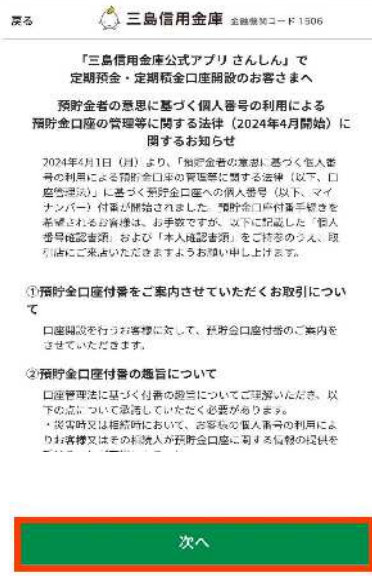 戻る
三島信用金庫 金融機関コード 1506
「三島信用金庫公式アプリ さんしん」で
定期預金・定期積金口座開設のお客さまへ
預貯金者の意思に基づく個人番号の利用による
預貯金口座の管理等に関する法律（2024年4月開始）に
関するお知らせ
2024年4月1日（月）より、「預貯金者の意思に基づく個人番
号の利用による預貯金口座の管理等に関する法律（以下、口
座管理法）」に基づく預貯金口座への個人番号（以下、マイ
ナンバー）付番が開始されました。預貯金口座付番手続きを
希望されるお客様は、お手数ですが、以下に記載した「個人
番号確認書類」および「本人確認書類」をご持参のうえ、取
引店にご来店いただきますようお願い申し上げます。
①預貯金口座付番をご案内させていただくお取引につい
て
口座開設を行うお客様に対して、預貯金口座付番のご案内を
させていただきます。
②預貯金口座付番の趣旨について
口座管理法に基づく付番の趣旨についてご理解いただき、以
下の点について承諾していただく必要があります。
・災害時又は相続時において、お客様の個人番号の利用によ
りお客様又はその相続人が預貯金口座に関する情報の提供を
次へ